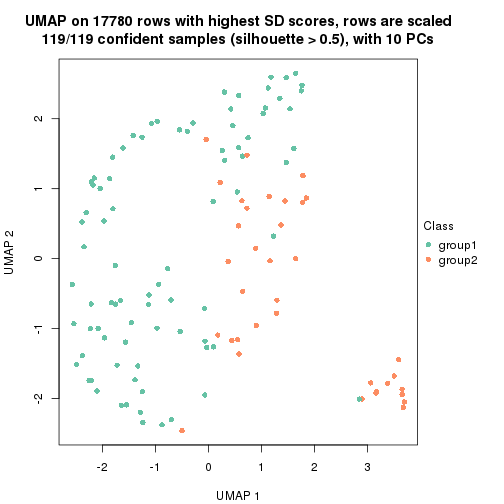 UMAP on 17780 rows with highest SD scores, rows are scaled
119/119 confident samples (silhouette > 0.5), with 10 PCs
2
1
0
-1
-2
UMAP 2
-2
-1
0
1
2
3
UMAP 1
Class
group1
group2